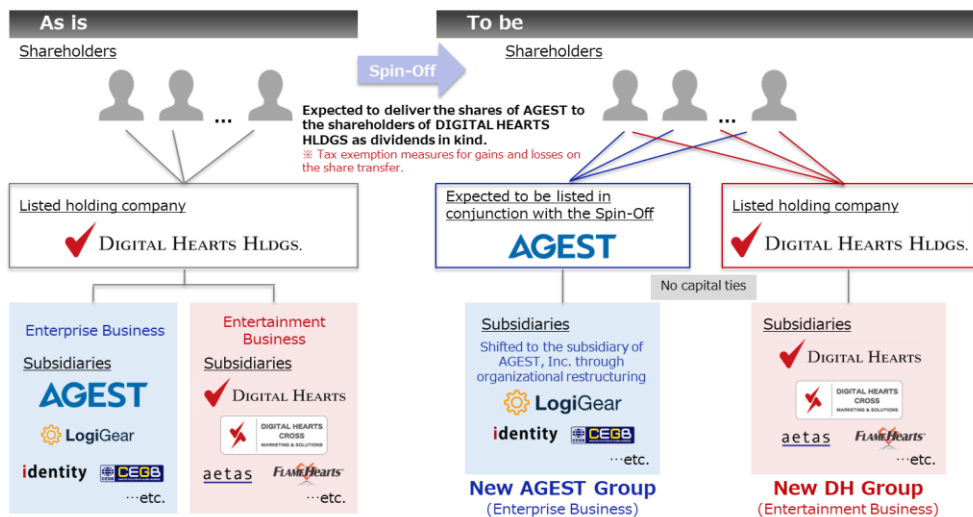 As is
Shareholders
...
Listed holding company
DIGITAL HEARTS HLDGS.
Enterprise Business
Subsidiaries
AGEST
LogiGear
identity
CEGB
…etc.
Entertainment
Business
Subsidiaries
DIGITAL HEARTS
DIGITAL HEARTS
CROSS
MARKETING & SOLUTIONS
aetas
FLAMEHearts
…etc.
Spin-Off
Expected to deliver the shares of AGEST to
the shareholders of DIGITAL HEARTS
HLDGS as dividends in kind.
※ Tax exemption measures for gains and losses on
the share transfer.
To be
Shareholders
...
Expected to be listed in
conjunction with the Spin-Off
AGEST
Listed holding company
DIGITAL HEARTS HLDGS.
No capital ties
Subsidiaries
Shifted to the subsidiary of
AGEST, Inc. through
organizational restructuring
LogiGear
identity
CEGB
…etc.
New AGEST Group
(Enterprise Business)
Subsidiaries
DIGITAL HEARTS
DIGITAL HEARTS
CROSS
MARKETING & SOLUTIONS
aetas
FLAMEHearts
…etc.
New DH Group
(Entertainment Business)